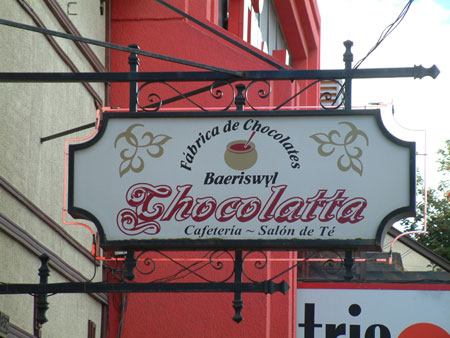 Fábrica de Chocolates
Baeriswyl
Chocolatta
Cafetería ~ Salón de Té
trio